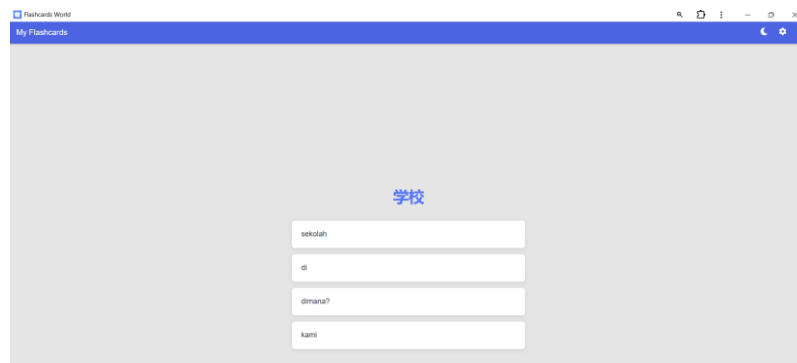 Flashcards World
My Flashcards
学校
sekolah
di
dimana?
kami